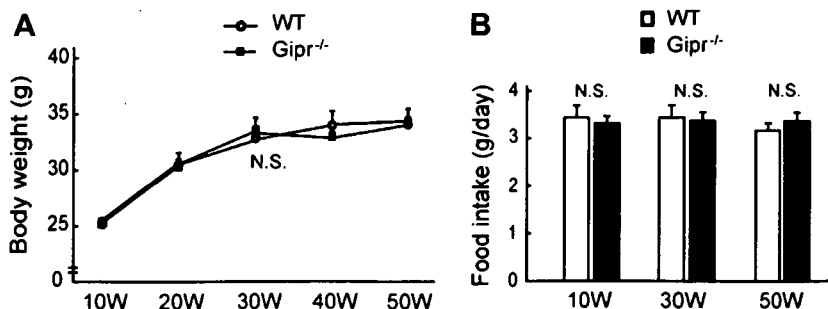 A
WT
Gipr-/-
Body weight (g)
40
35
30
25
0
N.S.
10W 20W 30W 40W 50W
B
WT
Gipr-/-
Food intake (g/day)
4
3
2
1
0
N.S. N.S. N.S.
10W 30W 50W